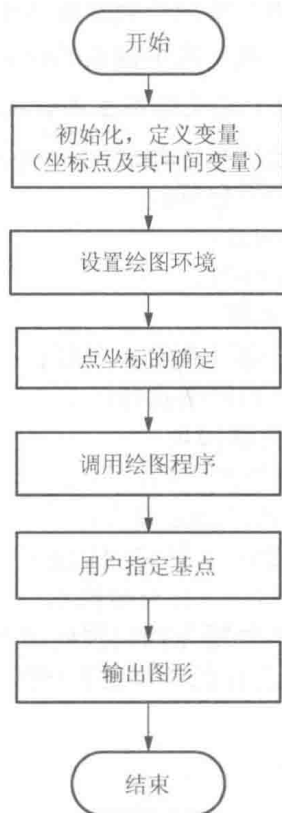 开始
初始化，定义变量
（坐标点及其中间变量）
设置绘图环境
点坐标的确定
调用绘图程序
用户指定基点
输出图形
结束